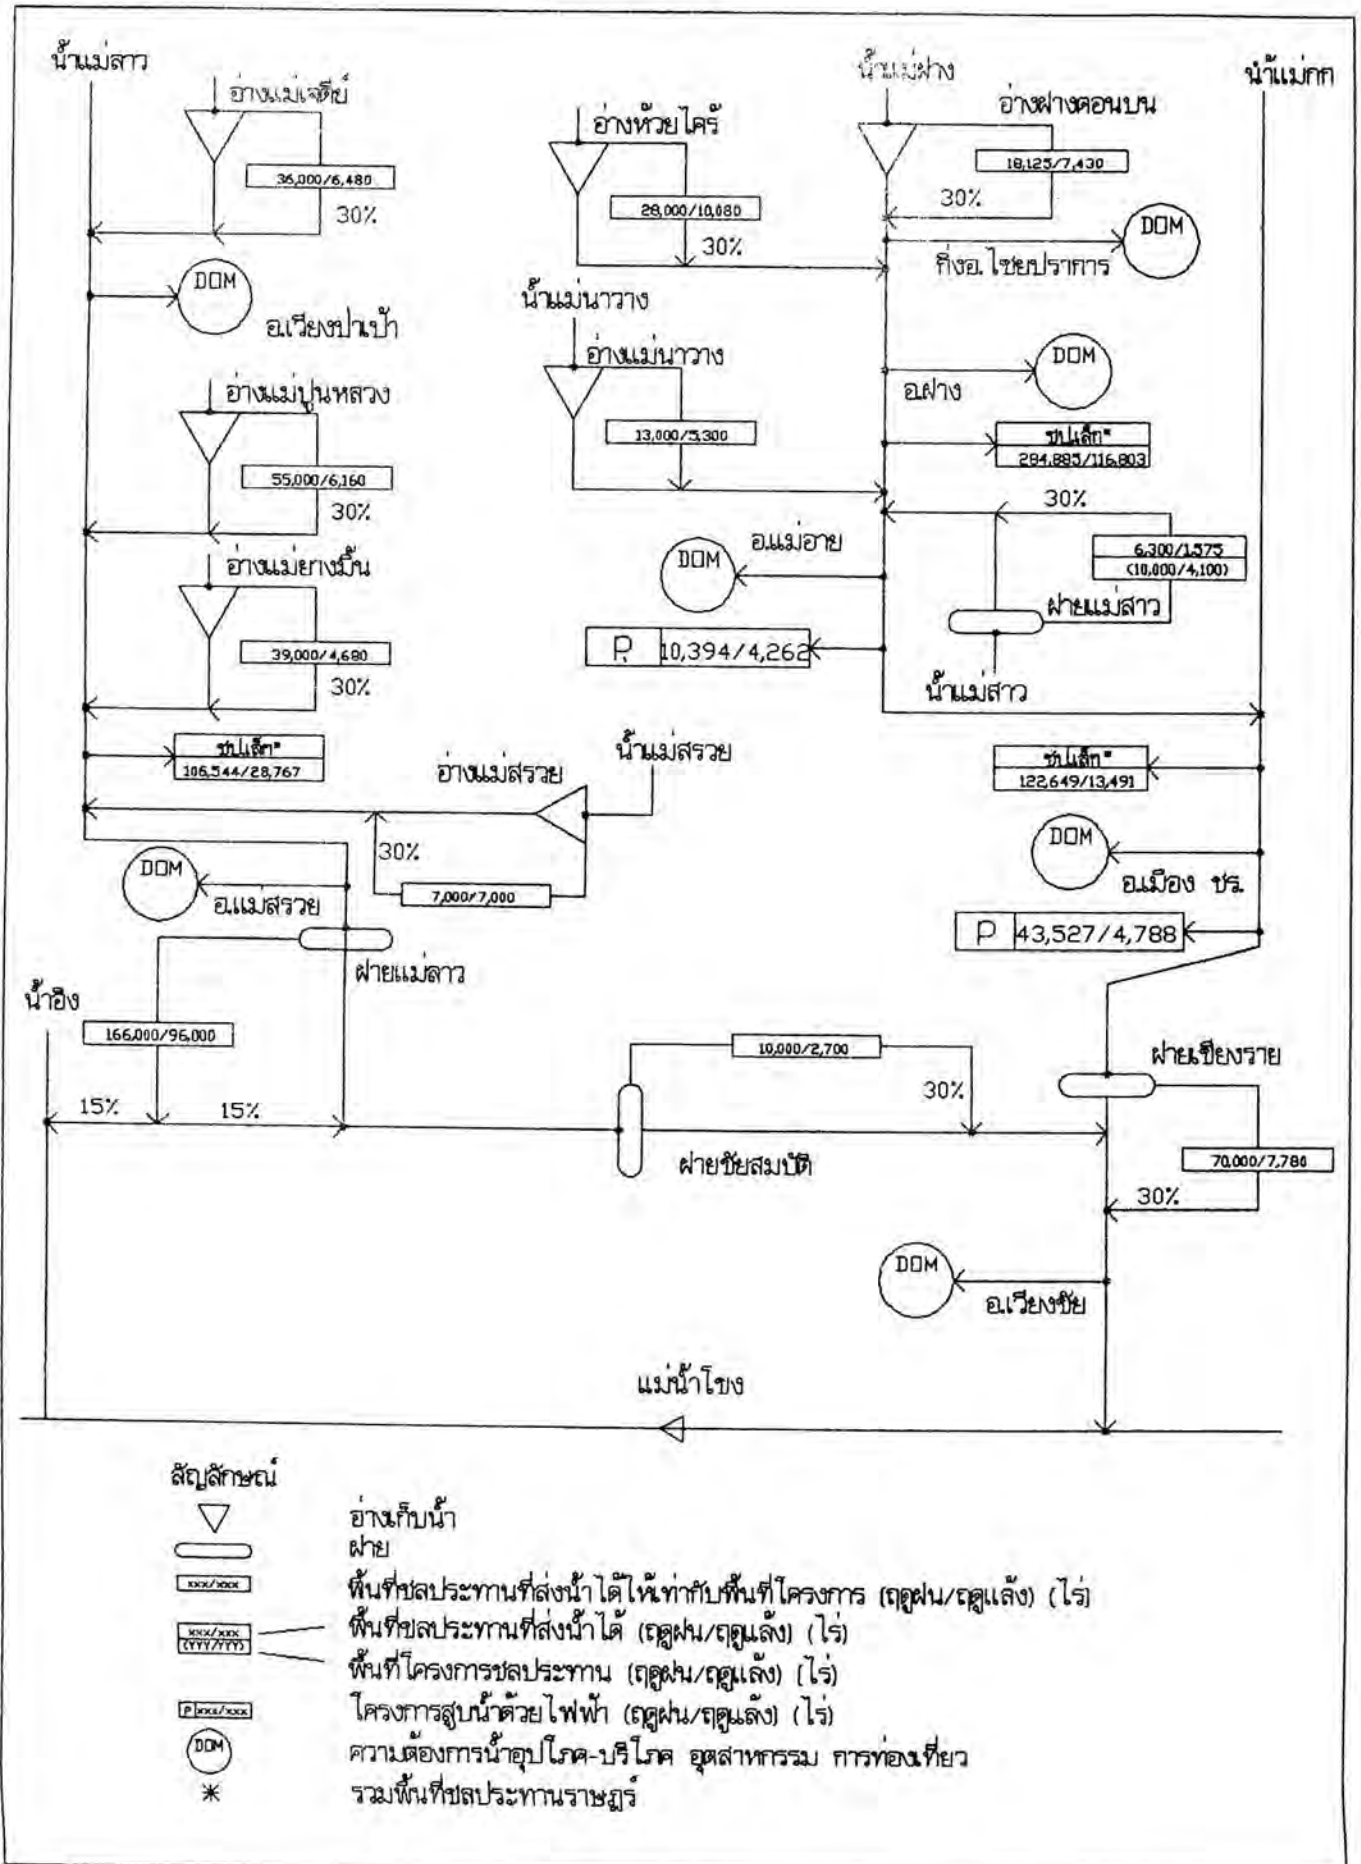 น้ำแม่ลาว
อ่างแม่เจดีย์
36,000/6,480
30%
DOM
อ.เวียงป่าเป้า
อ่างแม่ปูนหลวง
55,000/6,160
30%
อ่างแม่ยางมิ้น
39,000/4,680
30%
ชป.เล็ก*
106,544/28,767
อ่างห้วยไคร้
28,000/10,080
30%
น้ำแม่นาวาง
อ่างแม่นาวาง
13,000/5,300
น้ำแม่ฝาง
อ่างฝางตอนบน
18,125/7,430
30%
DOM
กิ่งอ.ไชยปราการ
DOM
อ.ฝาง
ชป.เล็ก*
284,885/116,803
30%
6,300/1,575
(10,000/4,100)
ฝายแม่สาว
น้ำแม่สาว
DOM
อ.แม่อาย
P 10,394/4,262
น้ำแม่กก
ชป.เล็ก*
122,649/13,491
DOM
อ.เมือง ชร.
P 43,527/4,788
น้ำแม่สรวย
อ่างแม่สรวย
30%
7,000/7,000
DOM
อ.แม่สรวย
ฝายแม่ลาว
น้ำอิง
166,000/96,000
15%
15%
10,000/2,700
30%
ฝายชัยสมบัติ
ฝายเชียงราย
70,000/7,780
30%
DOM
อ.เวียงชัย
แม่น้ำโขง
สัญลักษณ์
อ่างเก็บน้ำ
ฝาย
xxx/xxx พื้นที่ชลประทานที่ส่งน้ำได้ให้เท่ากับพื้นที่โครงการ (ฤดูฝน/ฤดูแล้ง) (ไร่)
xxx/xxx พื้นที่ชลประทานที่ส่งน้ำได้ (ฤดูฝน/ฤดูแล้ง) (ไร่)
(YYY/YYY) พื้นที่โครงการชลประทาน (ฤดูฝน/ฤดูแล้ง) (ไร่)
P xxx/xxx โครงการสูบน้ำด้วยไฟฟ้า (ฤดูฝน/ฤดูแล้ง) (ไร่)
DOM ความต้องการน้ำอุปโภค-บริโภค อุตสาหกรรม การท่องเที่ยว
* รวมพื้นที่ชลประทานราษฎร์